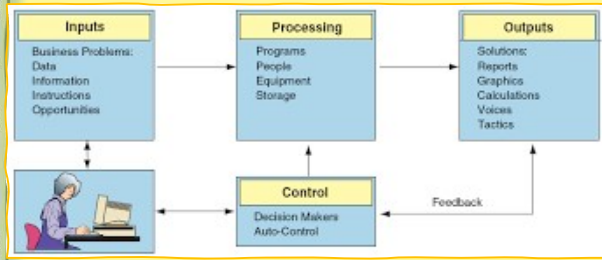 Inputs
Business Problems:
Data
Information
Instructions
Opportunities
Processing
Programs
People
Equipment
Storage
Outputs
Solutions:
Reports
Graphics
Calculations
Voices
Tactics
Control
Decision Makers
Auto-Control
Feedback